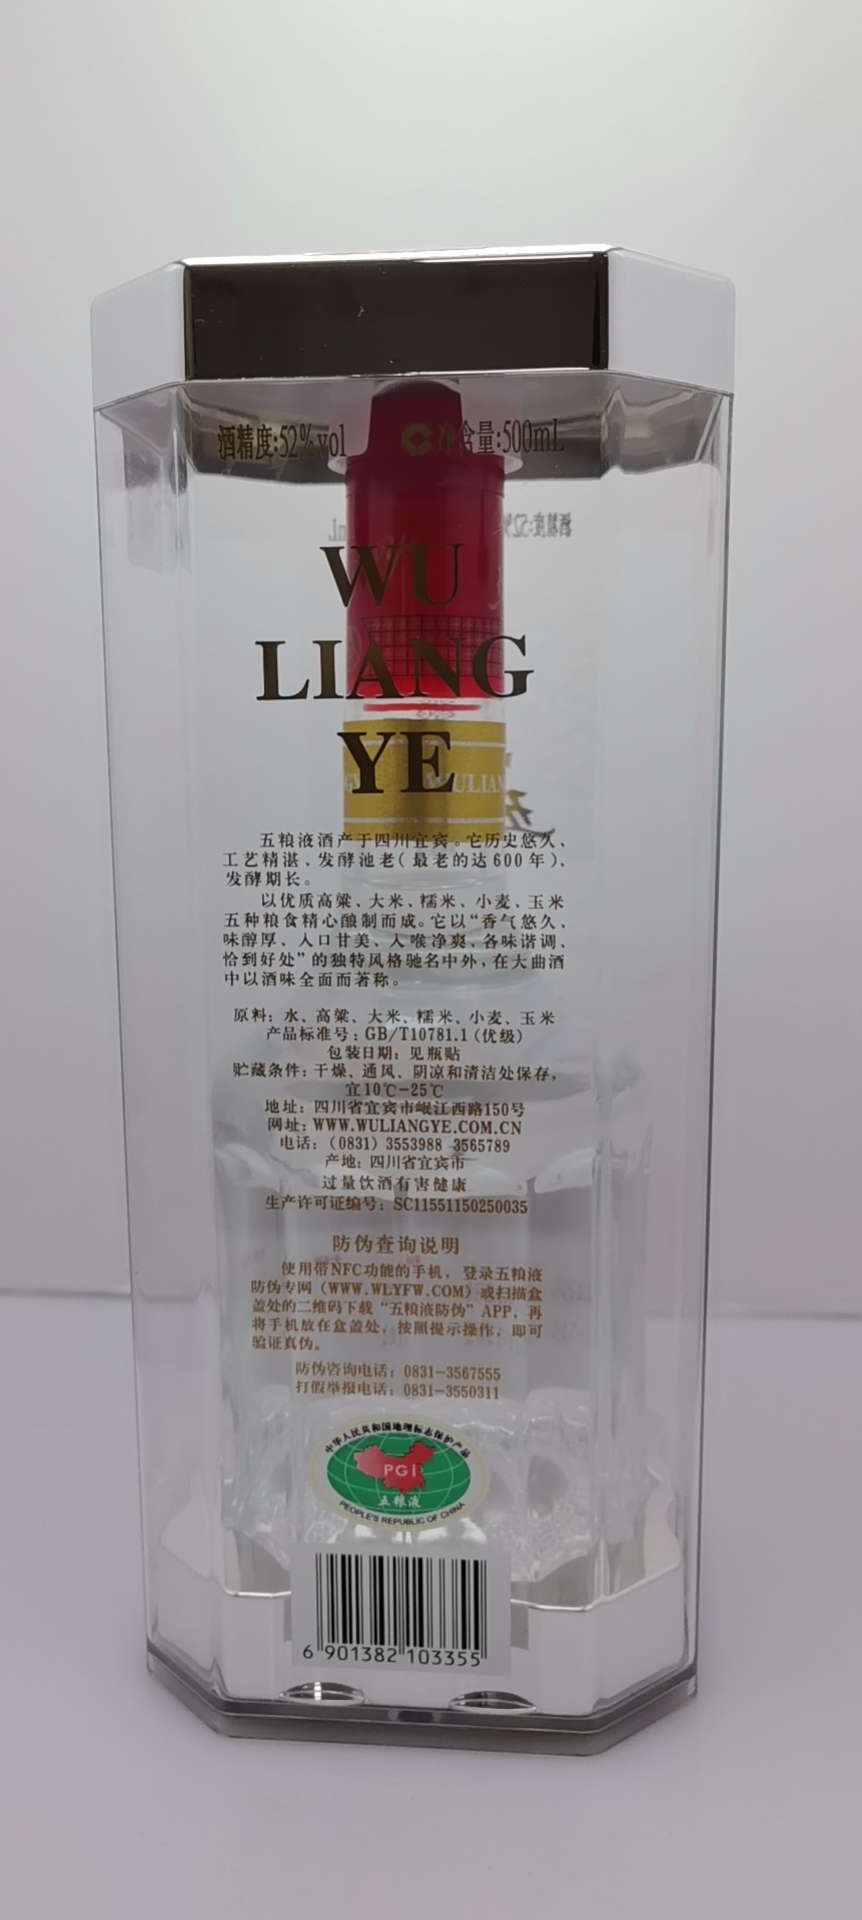 酒精度:52%vol 净含量:500mL
WU
LIANG
YE
五粮液酒产于四川宜宾。它历史悠久、
工艺精湛、发酵池老(最老的达600年)、
发酵期长。
以优质高粱、大米、糯米、小麦、玉米
五种粮食精心酿制而成。它以“香气悠久、
味醇厚、入口甘美、入喉净爽、各味谐调、
恰到好处”的独特风格驰名中外,在大曲酒
中以酒味全面而著称。
原料:水、高粱、大米、糯米、小麦、玉米
产品标准号:GB/T10781.1(优级)
包装日期:见瓶贴
贮藏条件:干燥、通风、阴凉和清洁处保存,
宜10℃-25℃
地址:四川省宜宾市岷江西路150号
网址:WWW.WULIANGYE.COM.CN
电话:(0831)3553988 3565789
产地:四川省宜宾市
过量饮酒有害健康
生产许可证编号:SC11551150250035
防伪查询说明
使用带NFC功能的手机,登录五粮液
防伪专网(WWW.WLYFW.COM)或扫描盒
盖处的二维码下载“五粮液防伪”APP,再
将手机放在盒盖处,按照提示操作,即可
验证真伪。
防伪咨询电话:0831-3567555
打假举报电话:0831-3550311
中华人民共和国地理标志保护产品
PGI
五粮液
PEOPLE'S REPUBLIC OF CHINA
6 901382 103355